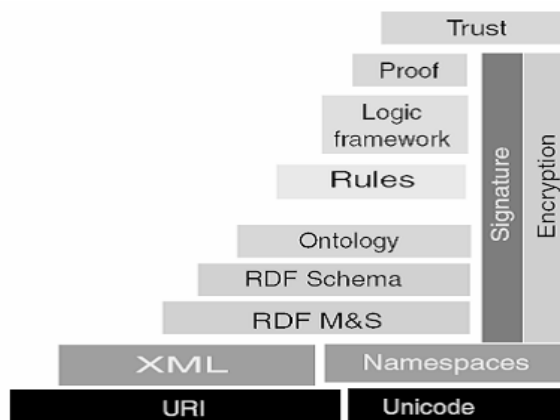 Trust
Proof
Logic
framework
Rules
Ontology
RDF Schema
RDF M&S
Signature
Encryption
XML
Namespaces
URI
Unicode